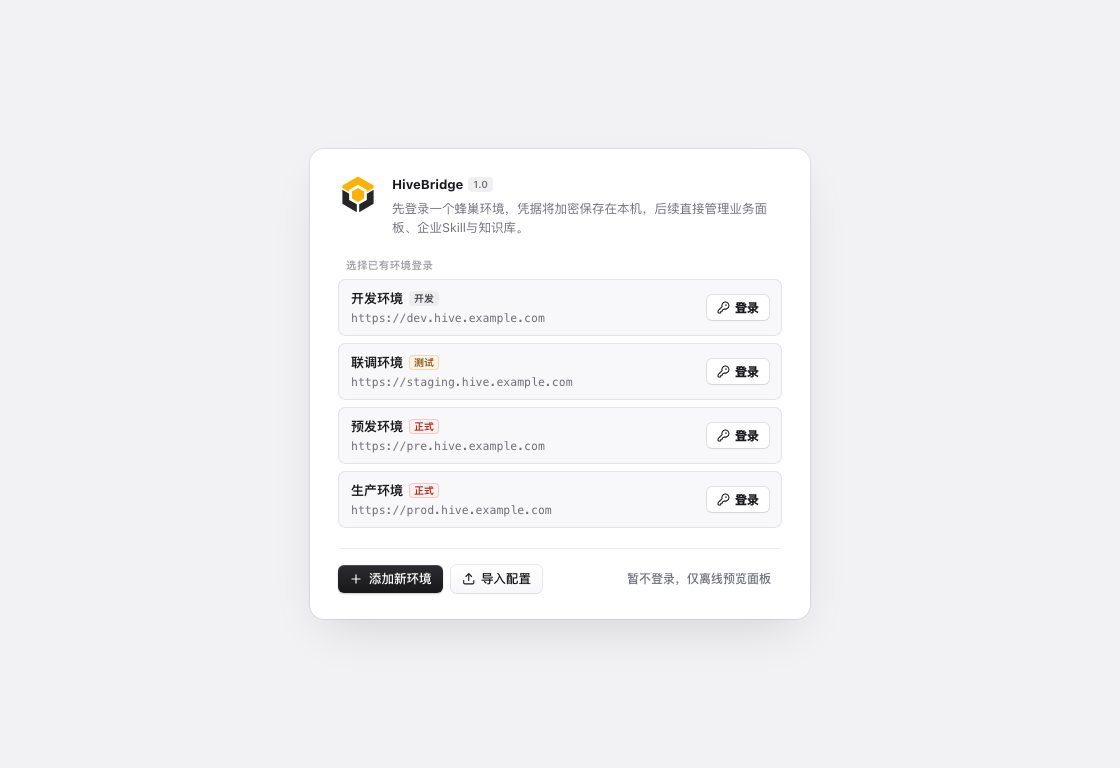 HiveBridge 1.0
先登录一个蜂巢环境，凭据将加密保存在本机，后续直接管理业务面
板、企业Skill与知识库。
选择已有环境登录
开发环境 开发
https://dev.hive.example.com
登录
联调环境 测试
https://staging.hive.example.com
登录
预发环境 正式
https://pre.hive.example.com
登录
生产环境 正式
https://prod.hive.example.com
登录
添加新环境 导入配置 暂不登录，仅离线预览面板